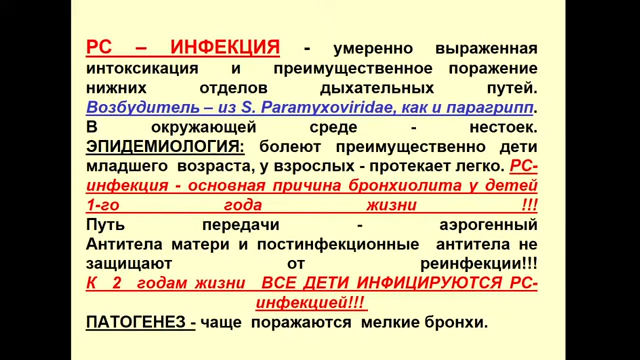 РС – ИНФЕКЦИЯ - умеренно выраженная
интоксикация и преимущественное поражение
нижних отделов дыхательных путей.
Возбудитель – из S. Paramyxoviridae, как и парагрипп.
В окружающей среде - нестоек.
ЭПИДЕМИОЛОГИЯ: болеют преимущественно дети
младшего возраста, у взрослых - протекает легко. РС-
инфекция - основная причина бронхиолита у детей
1-го года жизни !!!
Путь передачи - аэрогенный
Антитела матери и постинфекционные антитела не
защищают от реинфекции!!!
К 2 годам жизни ВСЕ ДЕТИ ИНФИЦИРУЮТСЯ РС-
инфекцией!!!
ПАТОГЕНЕЗ - чаще поражаются мелкие бронхи.